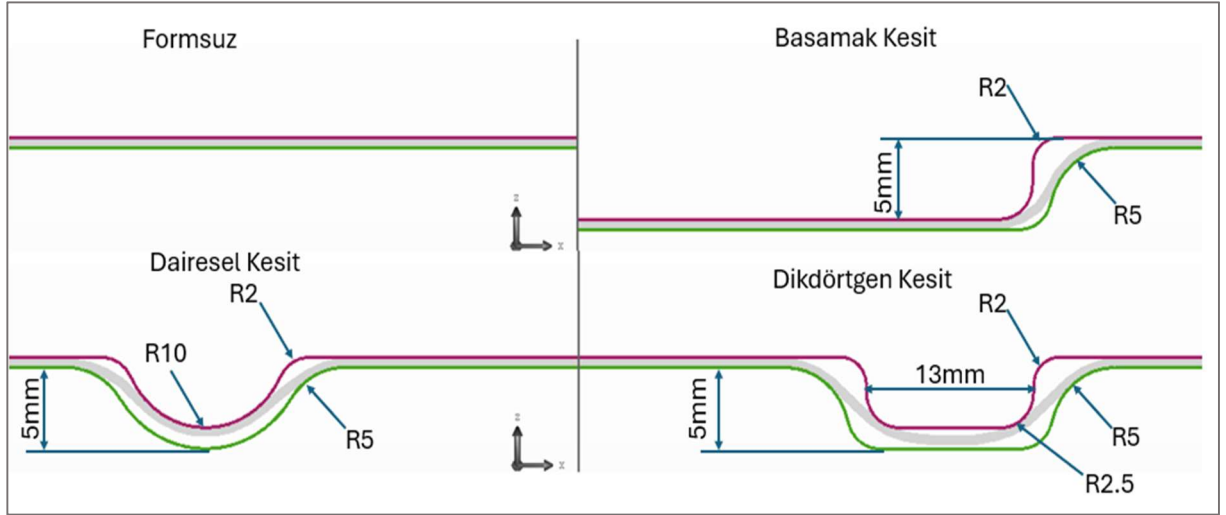 Formsuz
Basamak Kesit
R2
5mm
R5
Dairesel Kesit
R2
R10
5mm
R5
Dikdörtgen Kesit
R2
13mm
5mm
R5
R2.5